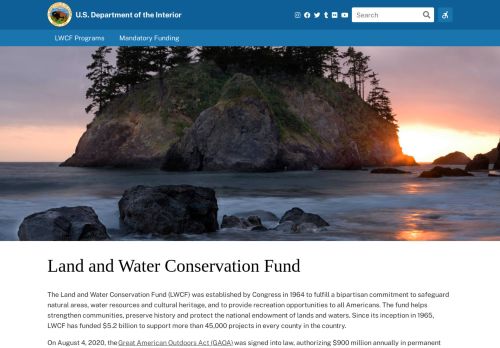 U.S. Department of the Interior
Search
LWCF Programs
Mandatory Funding
Land and Water Conservation Fund
The Land and Water Conservation Fund (LWCF) was established by Congress in 1964 to fulfill a bipartisan commitment to safeguard
natural areas, water resources and cultural heritage, and to provide recreation opportunities to all Americans. The fund helps
strengthen communities, preserve history and protect the national endowment of lands and waters. Since its inception in 1965,
LWCF has funded $5.2 billion to support more than 45,000 projects in every county in the country.
On August 4, 2020, the Great American Outdoors Act (GAOA) was signed into law, authorizing $900 million annually in permanent